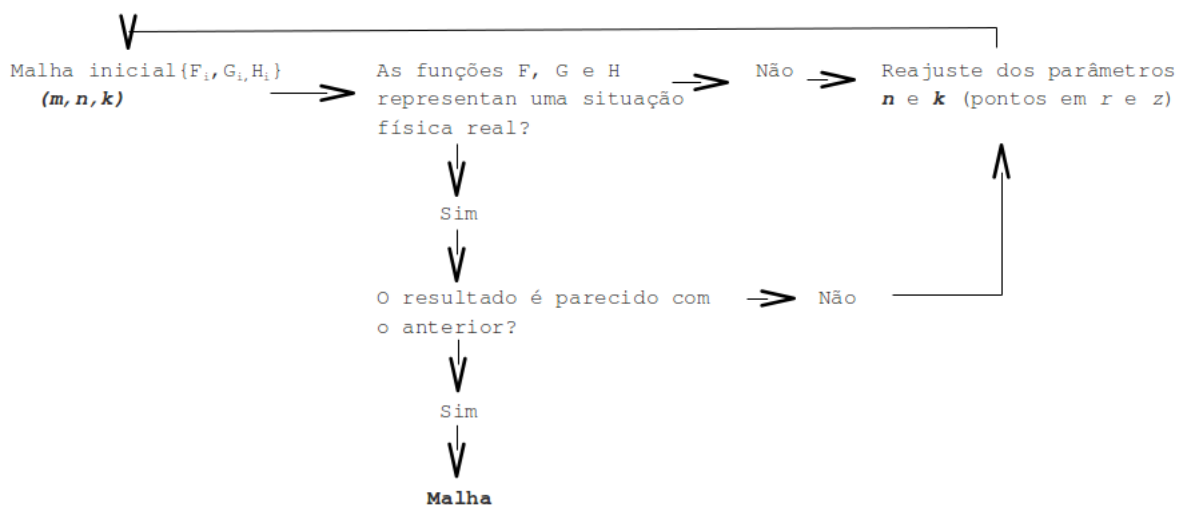 Malha inicial{Fi,Gi,Hi}
(m,n,k)
As funções F, G e H
representan uma situação
física real?
Não
Reajuste dos parâmetros
n e k (pontos em r e z)
Sim
O resultado é parecido com
o anterior?
Não
Sim
Malha